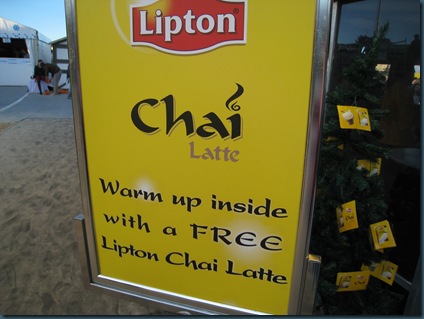 Lipton
Chai
Latte
Warm up inside
with a FREE
Lipton Chai Latte